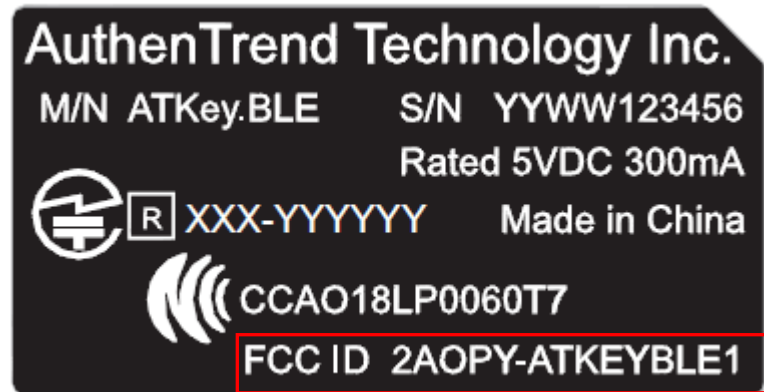 AuthenTrend Technology Inc.
M/N ATKey.BLE S/N YYWW123456
Rated 5VDC 300mA
R XXX-YYYYYY Made in China
CCAO18LP0060T7
FCC ID 2AOPY-ATKEYBLE1